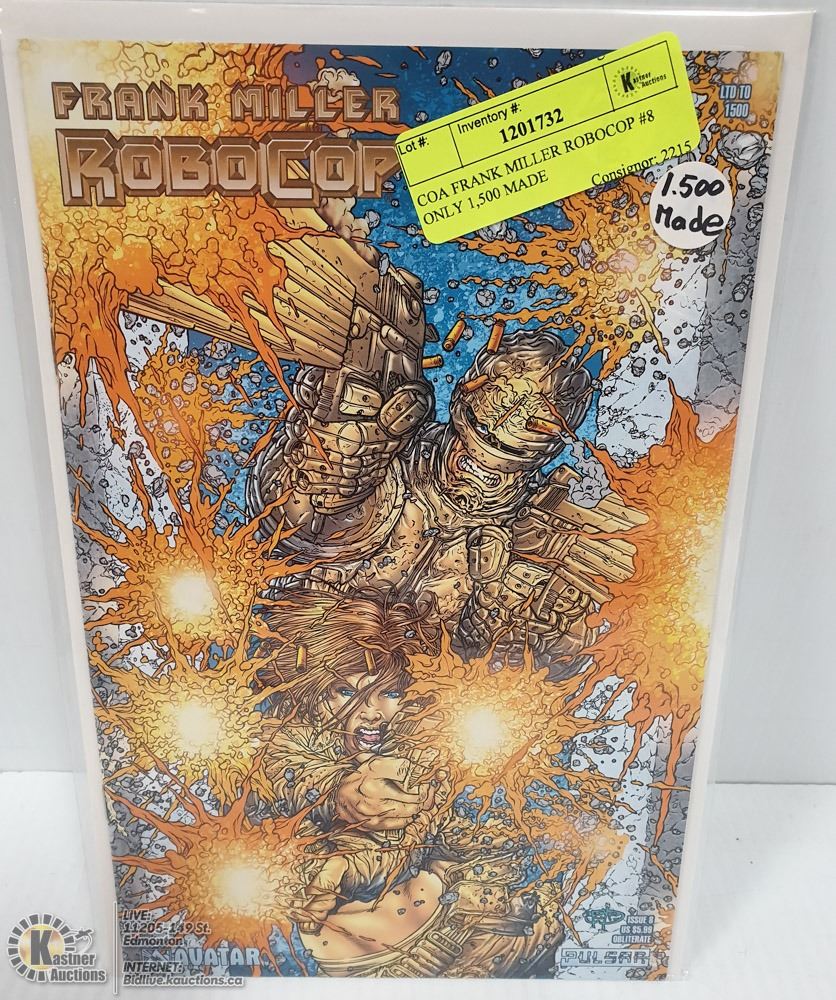 FRANK MILLER
ROBOCOP
LTD TO
1500
Lot #:
Inventory #:
1201732
Kastner
Auctions
COA FRANK MILLER ROBOCOP #8
ONLY 1,500 MADE
Consignor: 2215
1.500
Made
ISSUE 8
US $5.99
OBLITERATE
AVATAR
PULSAR
LIVE:
11205-149 St.
Edmonton
INTERNET:
Bidlive.kauctions.ca
Kastner
Auctions